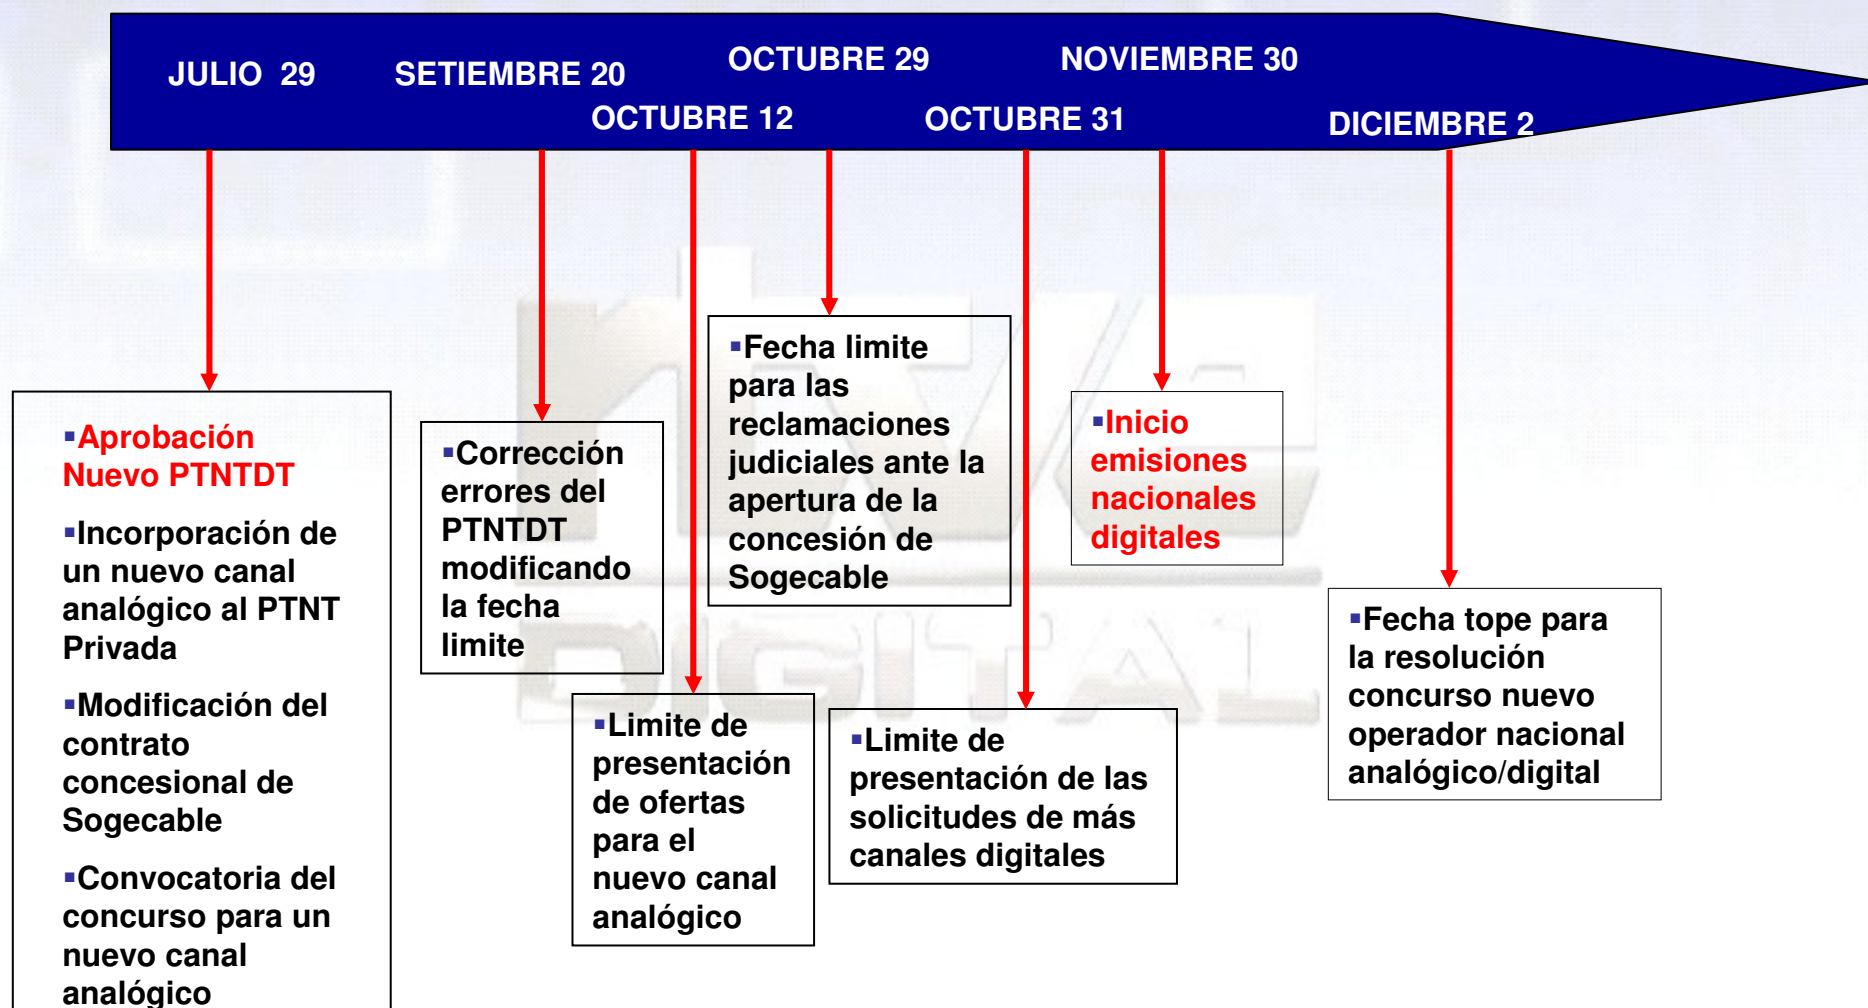 JULIO 29
SETIEMBRE 20
OCTUBRE 12
OCTUBRE 29
OCTUBRE 31
NOVIEMBRE 30
DICIEMBRE 2
▪Aprobación
Nuevo PTNTDT
▪Incorporación de
un nuevo canal
analógico al PTNT
Privada
▪Modificación del
contrato
concesional de
Sogecable
▪Convocatoria del
concurso para un
nuevo canal
analógico
▪Corrección
errores del
PTNTDT
modificando
la fecha
limite
▪Limite de
presentación
de ofertas
para el
nuevo canal
analógico
▪Fecha limite
para las
reclamaciones
judiciales ante la
apertura de la
concesión de
Sogecable
▪Limite de
presentación de las
solicitudes de más
canales digitales
▪Inicio
emisiones
nacionales
digitales
▪Fecha tope para
la resolución
concurso nuevo
operador nacional
analógico/digital
rtve
DIGITAL